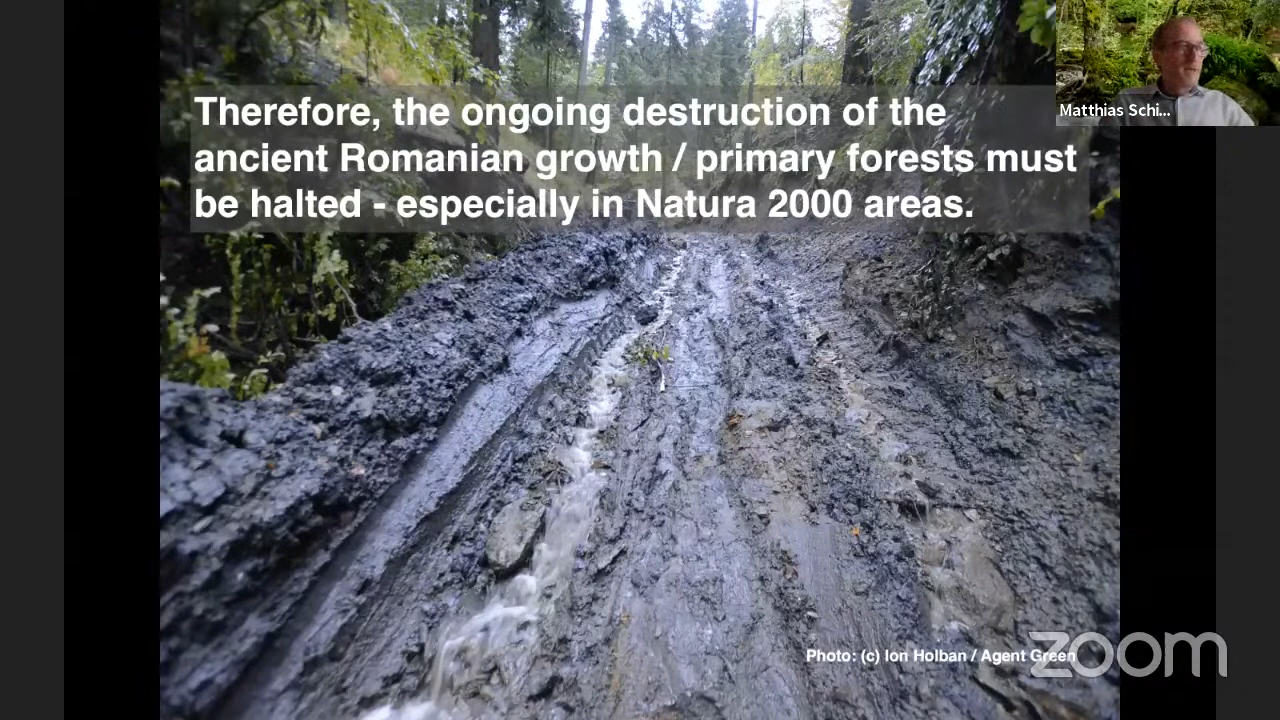 Therefore, the ongoing destruction of the
ancient Romanian growth / primary forests must
be halted - especially in Natura 2000 areas.
Matthias Schi...
Photo: (c) Ion Holban / Agent Green
zoom